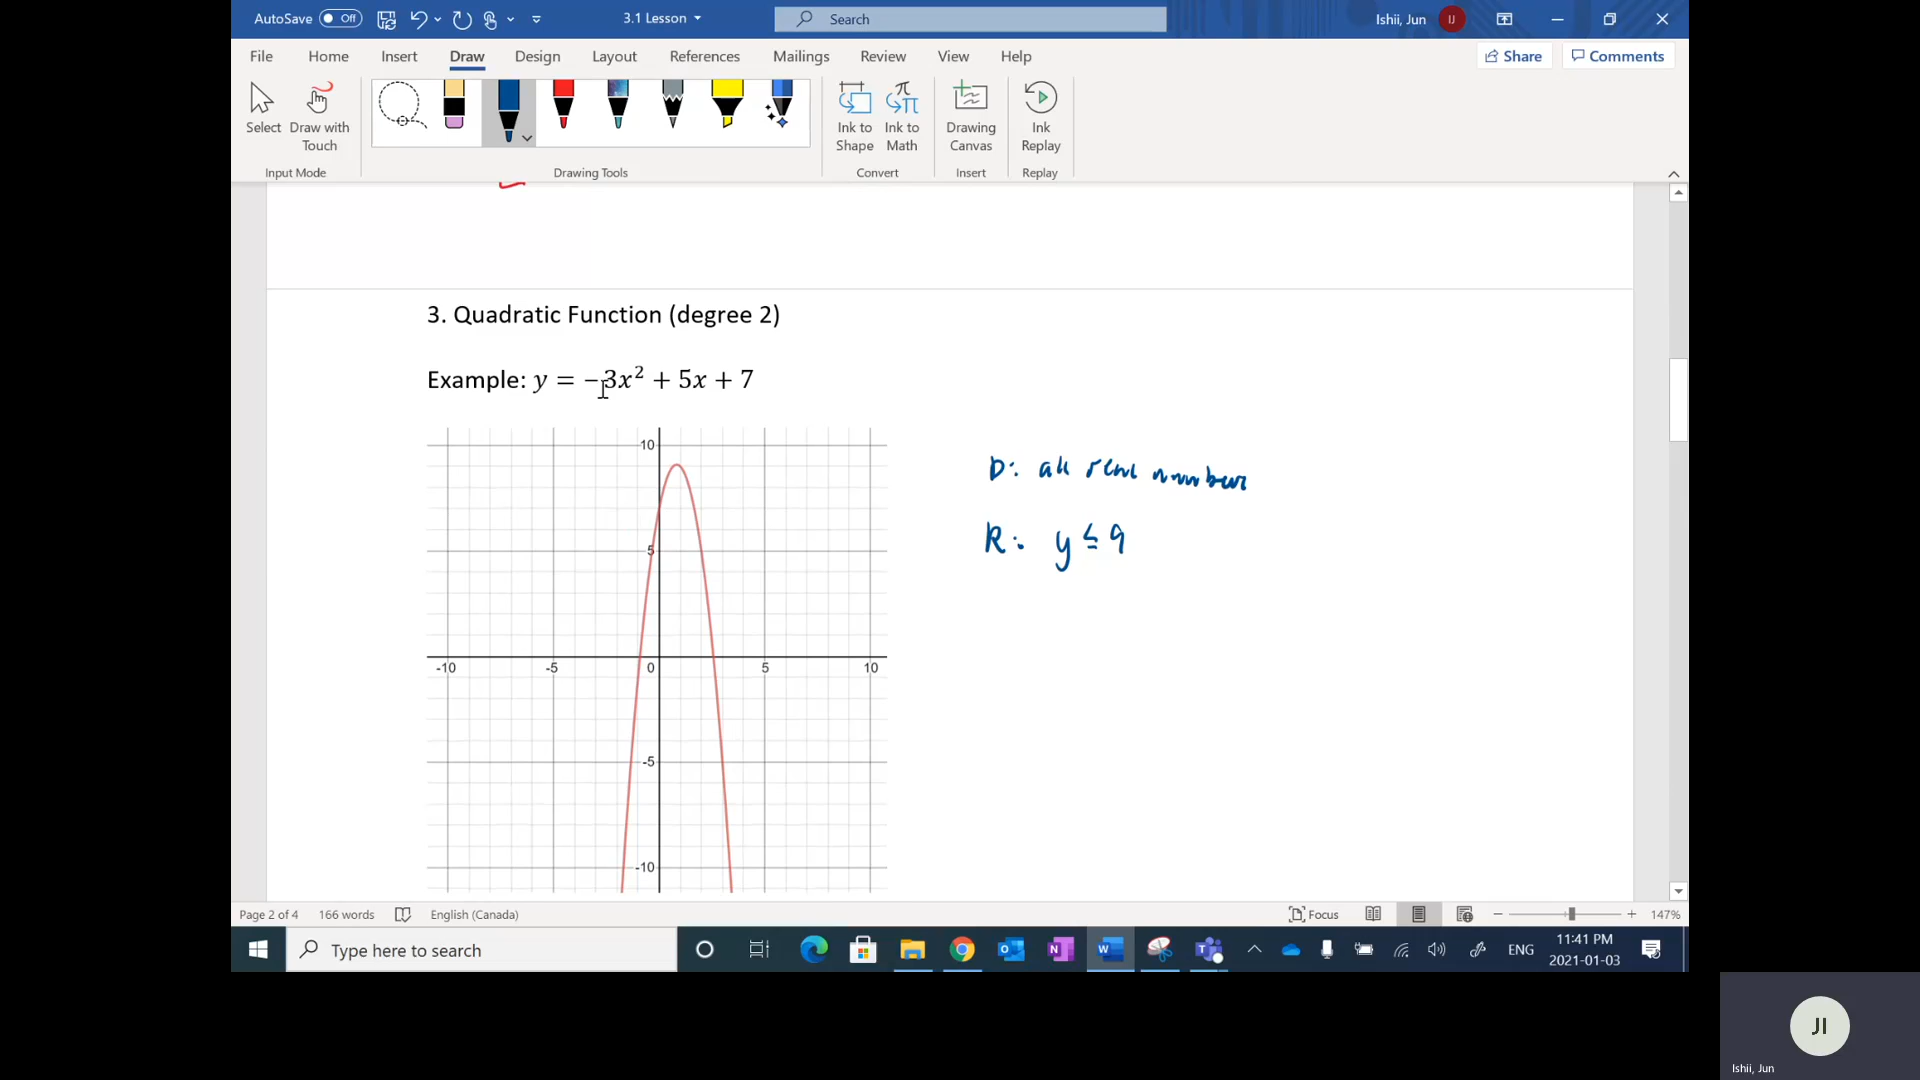 AutoSave Off 3.1 Lesson Search Ishii, Jun IJ
File Home Insert Draw Design Layout References Mailings Review View Help Share Comments
Select Draw with Touch Ink to Shape Ink to Math Drawing Canvas Ink Replay
Input Mode Drawing Tools Convert Insert Replay
3. Quadratic Function (degree 2)
Example: y = −3x² + 5x + 7
10
5
-10 -5 0 5 10
-5
-10
D: all real numbers
R: y ≤ 9
Page 2 of 4 166 words English (Canada) Focus 147%
Type here to search ENG 11:41 PM
2021-01-03
JI
Ishii, Jun